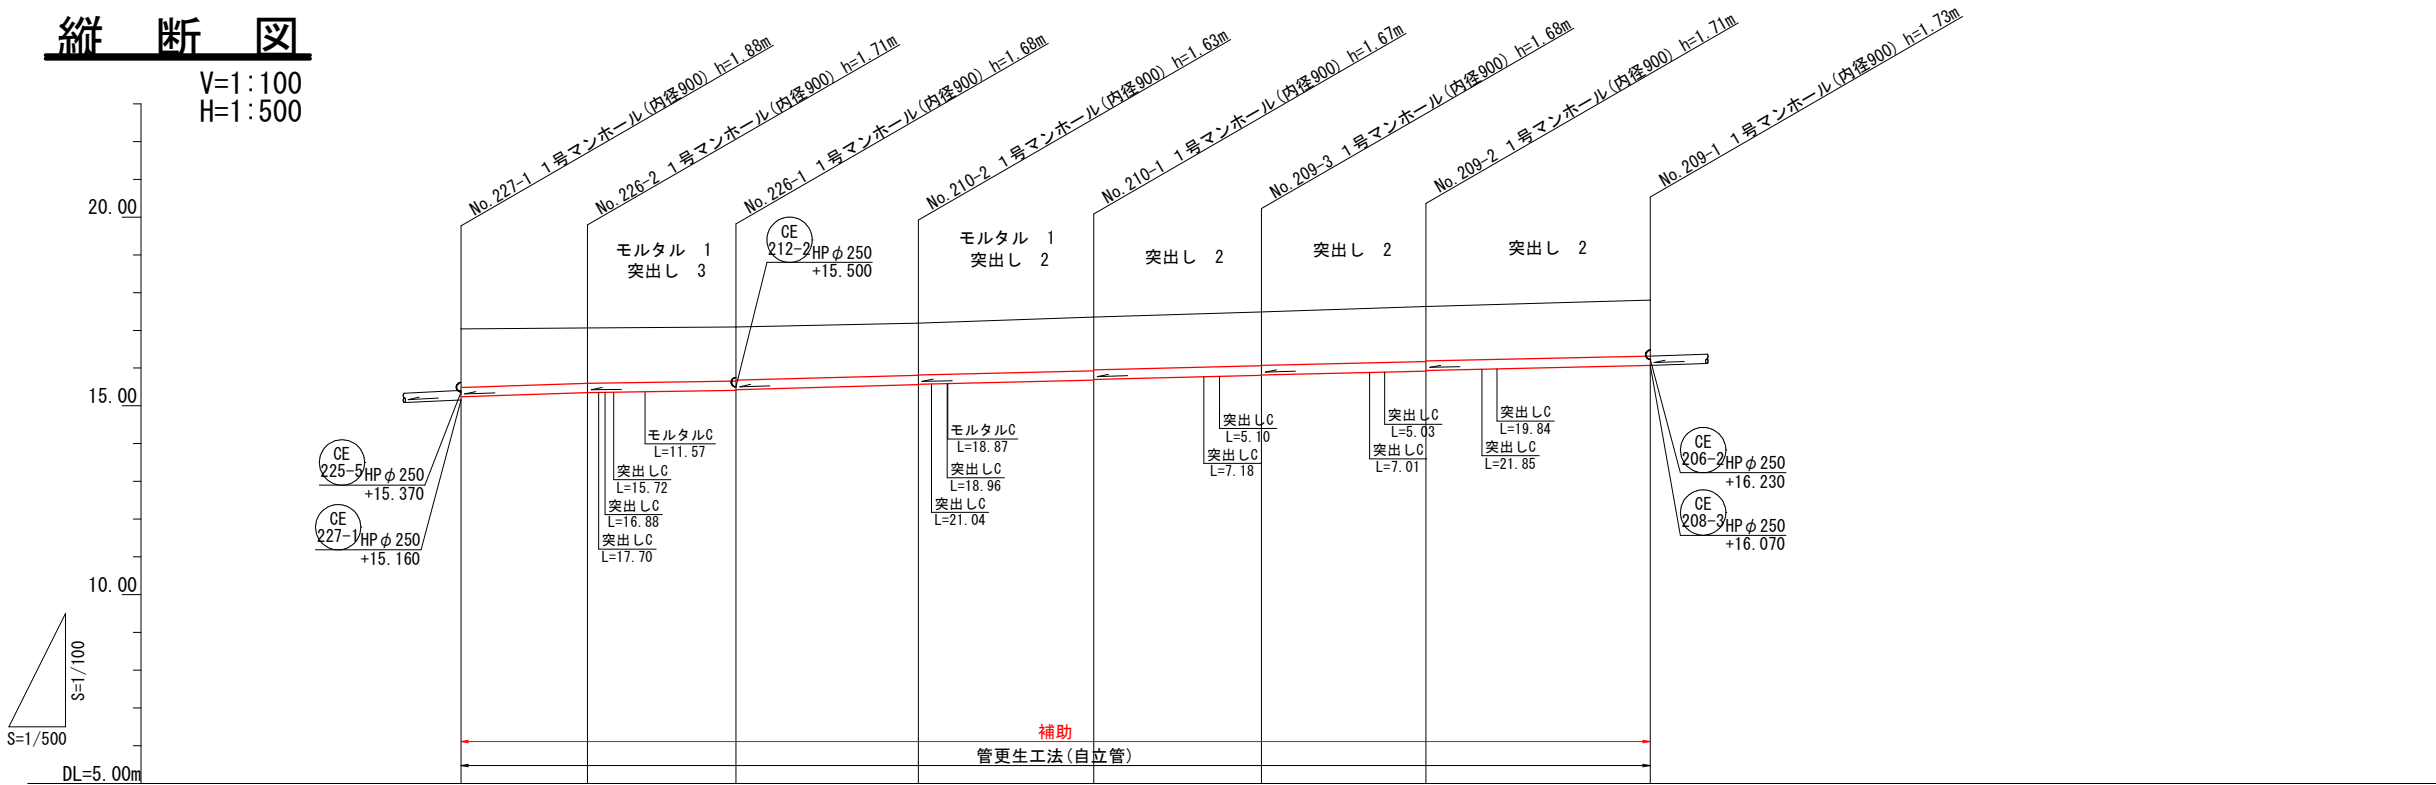 縦 断 図
V=1:100
H=1:500
No.227-1 1号マンホール(内径900) h=1.88m
No.226-2 1号マンホール(内径900) h=1.71m
No.226-1 1号マンホール(内径900) h=1.68m
No.210-2 1号マンホール(内径900) h=1.63m
No.210-1 1号マンホール(内径900) h=1.67m
No.209-3 1号マンホール(内径900) h=1.68m
No.209-2 1号マンホール(内径900) h=1.71m
No.209-1 1号マンホール(内径900) h=1.73m
20.00
15.00
10.00
DL=5.00m
S=1/100
S=1/500
モルタル 1
突出し 3
CE
212-2
HPφ250
+15.500
モルタル 1
突出し 2
突出し 2
突出し 2
突出し 2
CE
225-5
HPφ250
+15.370
CE
227-1
HPφ250
+15.160
モルタルC
L=11.57
突出しC
L=15.72
突出しC
L=16.88
突出しC
L=17.70
モルタルC
L=18.87
突出しC
L=18.96
突出しC
L=21.04
突出しC
L=5.10
突出しC
L=7.18
突出しC
L=5.03
突出しC
L=7.01
突出しC
L=19.84
突出しC
L=21.85
CE
206-2
HPφ250
+16.230
CE
208-3
HPφ250
+16.070
補助
管更生工法(自立管)